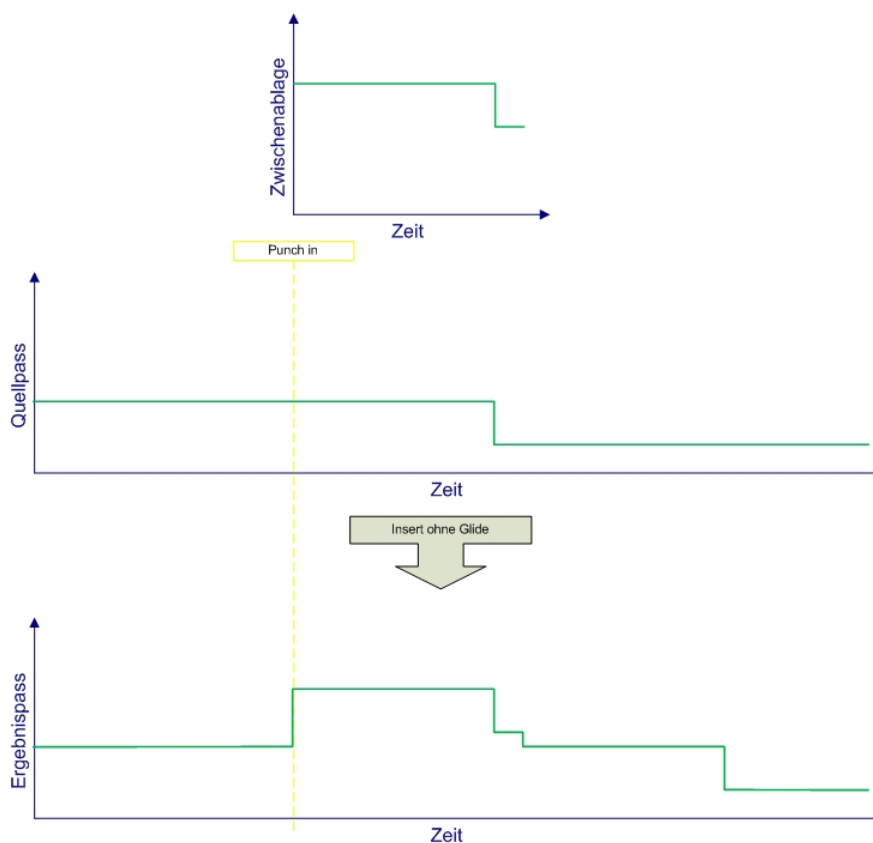 Zwischenablage
Zeit
Punch in
Quellpass
Zeit
Insert ohne Glide
Ergebnispass
Zeit